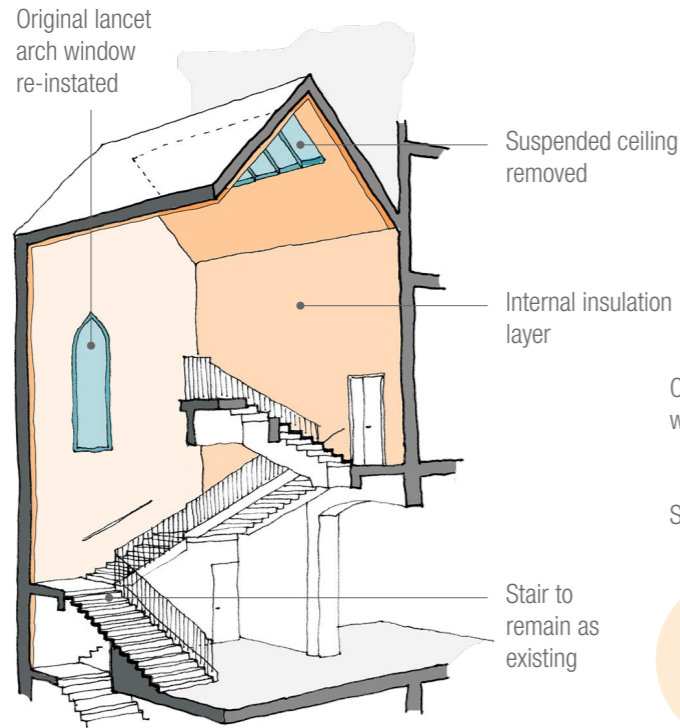 Original lancet
arch window
re-instated
Suspended ceiling
removed
Internal insulation
layer
Stair to
remain as
existing